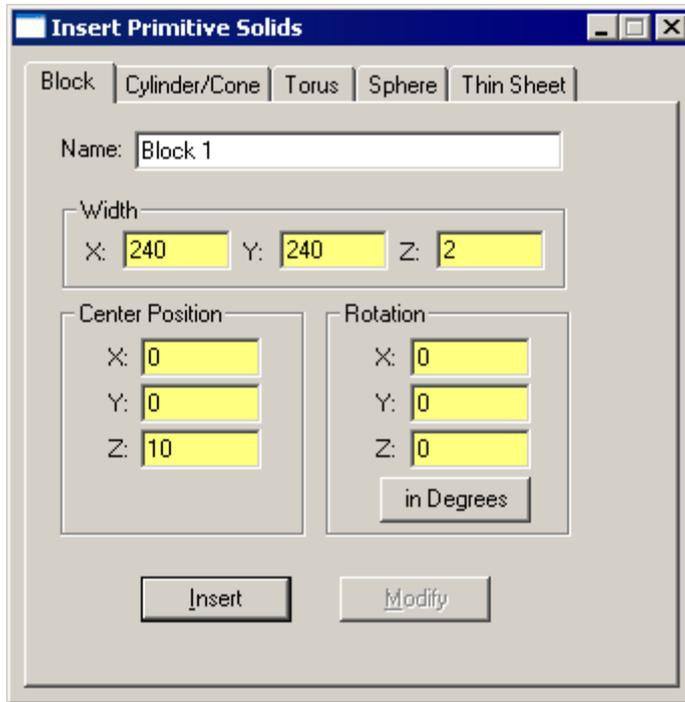 Insert Primitive Solids
Block Cylinder/Cone Torus Sphere Thin Sheet
Name: Block 1
Width
X: 240 Y: 240 Z: 2
Center Position
X: 0
Y: 0
Z: 10
Rotation
X: 0
Y: 0
Z: 0
in Degrees
Insert Modify